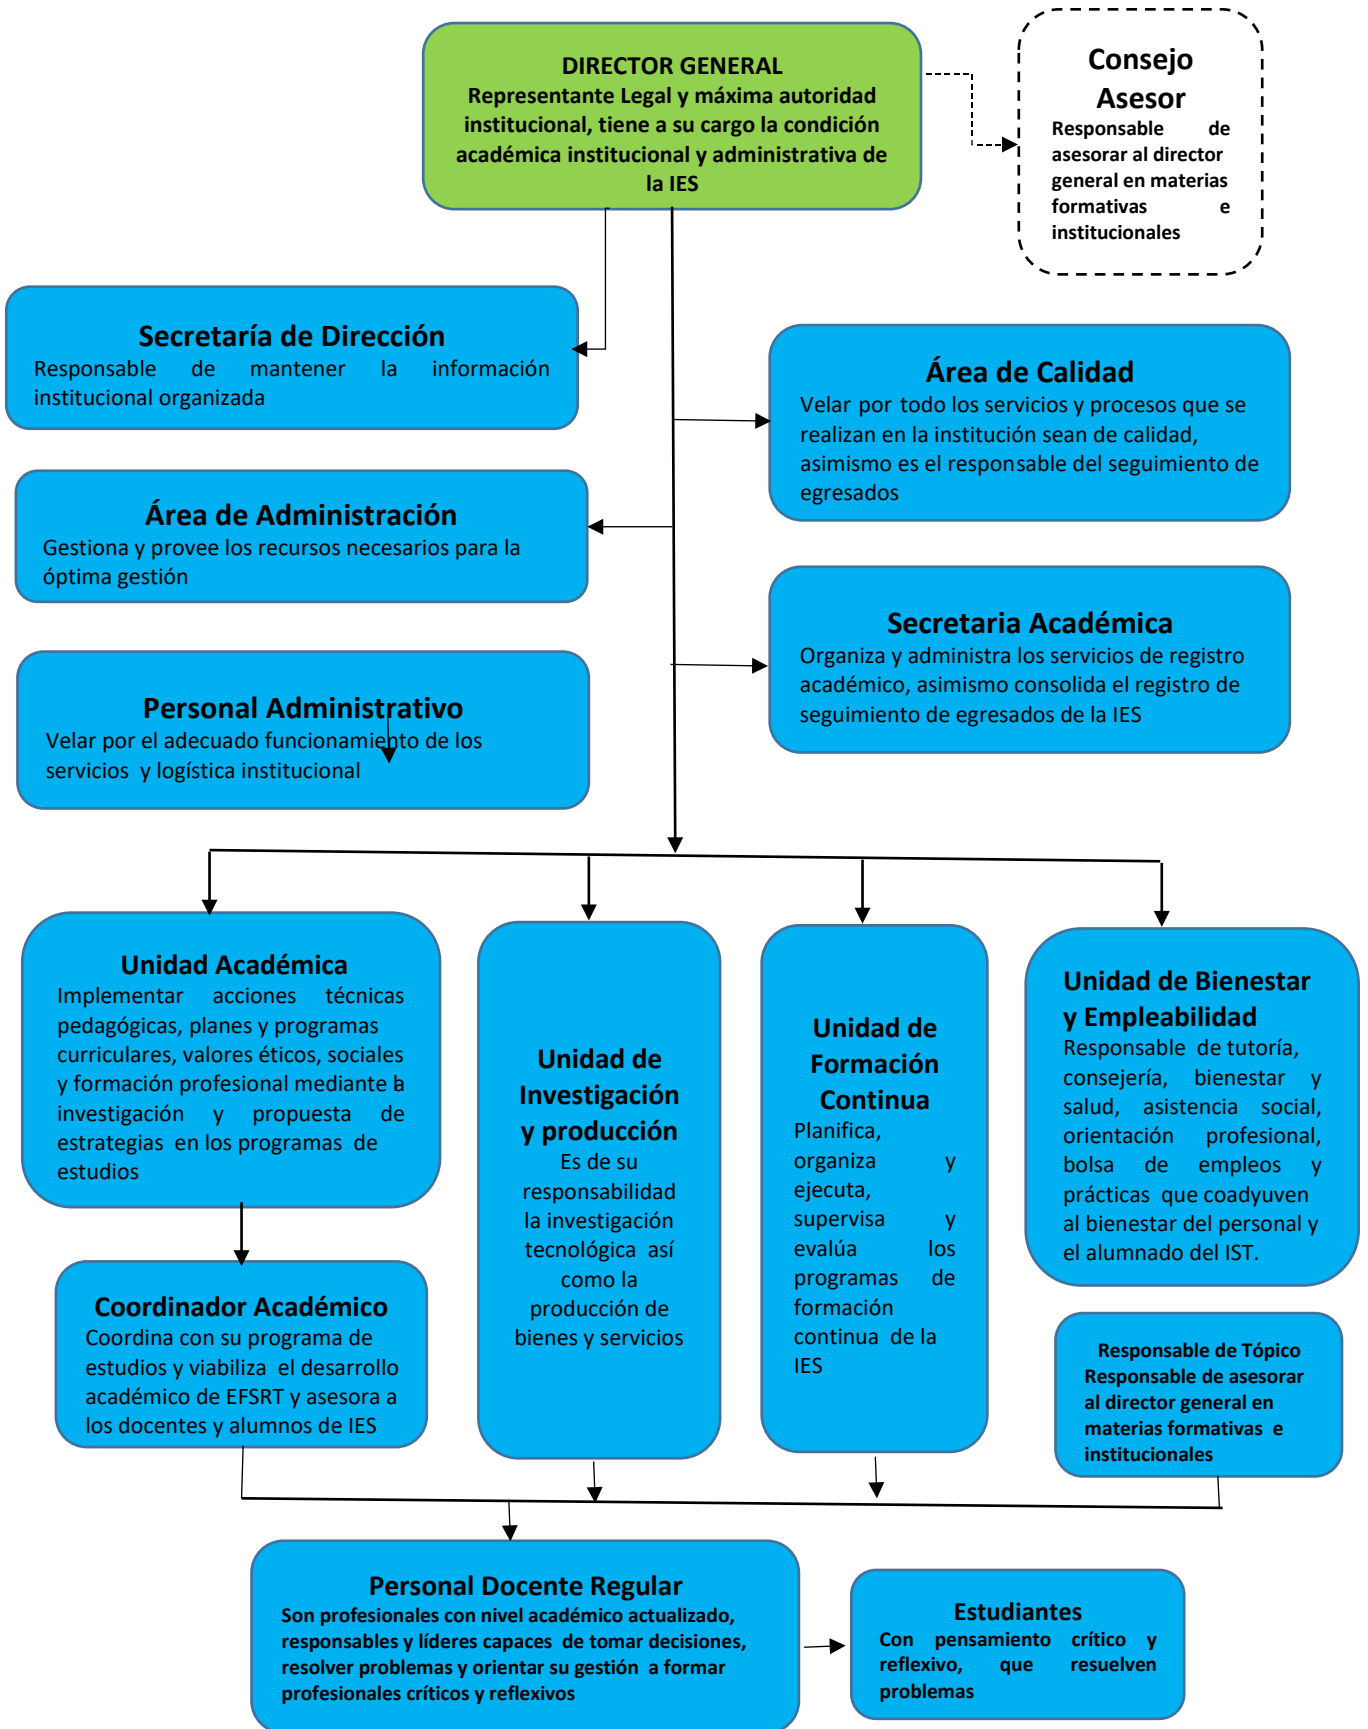 DIRECTOR GENERAL
Representante Legal y máxima autoridad
institucional, tiene a su cargo la condición
académica institucional y administrativa de
la IES
Consejo
Asesor
Responsable de
asesorar al director
general en materias
formativas e
institucionales
Secretaría de Dirección
Responsable de mantener la información
institucional organizada
Área de Calidad
Velar por todo los servicios y procesos que se
realizan en la institución sean de calidad,
asimismo es el responsable del seguimiento de
egresados
Área de Administración
Gestiona y provee los recursos necesarios para la
óptima gestión
Secretaria Académica
Organiza y administra los servicios de registro
académico, asimismo consolida el registro de
seguimiento de egresados de la IES
Personal Administrativo
Velar por el adecuado funcionamiento de los
servicios y logística institucional
Unidad Académica
Implementar acciones técnicas
pedagógicas, planes y programas
curriculares, valores éticos, sociales
y formación profesional mediante la
investigación y propuesta de
estrategias en los programas de
estudios
Unidad de
Investigación
y producción
Es de su
responsabilidad
la investigación
tecnológica así
como la
producción de
bienes y servicios
Unidad de
Formación
Continua
Planifica,
organiza y
ejecuta,
supervisa y
evalúa los
programas de
formación
continua de la
IES
Unidad de Bienestar
y Empleabilidad
Responsable de tutoría,
consejería, bienestar y
salud, asistencia social,
orientación profesional,
bolsa de empleos y
prácticas que coadyuven
al bienestar del personal y
el alumnado del IST.
Coordinador Académico
Coordina con su programa de
estudios y viabiliza el desarrollo
académico de EFSRT y asesora a
los docentes y alumnos de IES
Responsable de Tópico
Responsable de asesorar
al director general en
materias formativas e
institucionales
Personal Docente Regular
Son profesionales con nivel académico actualizado,
responsables y líderes capaces de tomar decisiones,
resolver problemas y orientar su gestión a formar
profesionales críticos y reflexivos
Estudiantes
Con pensamiento crítico y
reflexivo, que resuelven
problemas